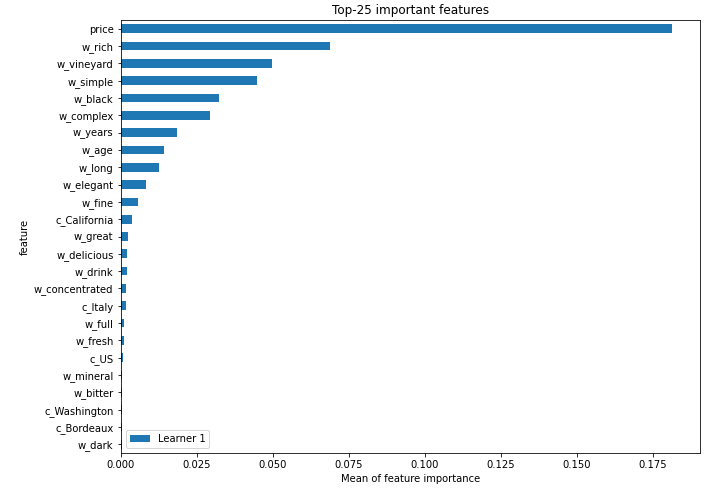 Top-25 important features
price
w_rich
w_vineyard
w_simple
w_black
w_complex
w_years
w_age
w_long
w_elegant
w_fine
c_California
w_great
w_delicious
w_drink
w_concentrated
c_Italy
w_full
w_fresh
c_US
w_mineral
w_bitter
c_Washington
c_Bordeaux
w_dark
feature
Learner 1
0.000 0.025 0.050 0.075 0.100 0.125 0.150 0.175
Mean of feature importance